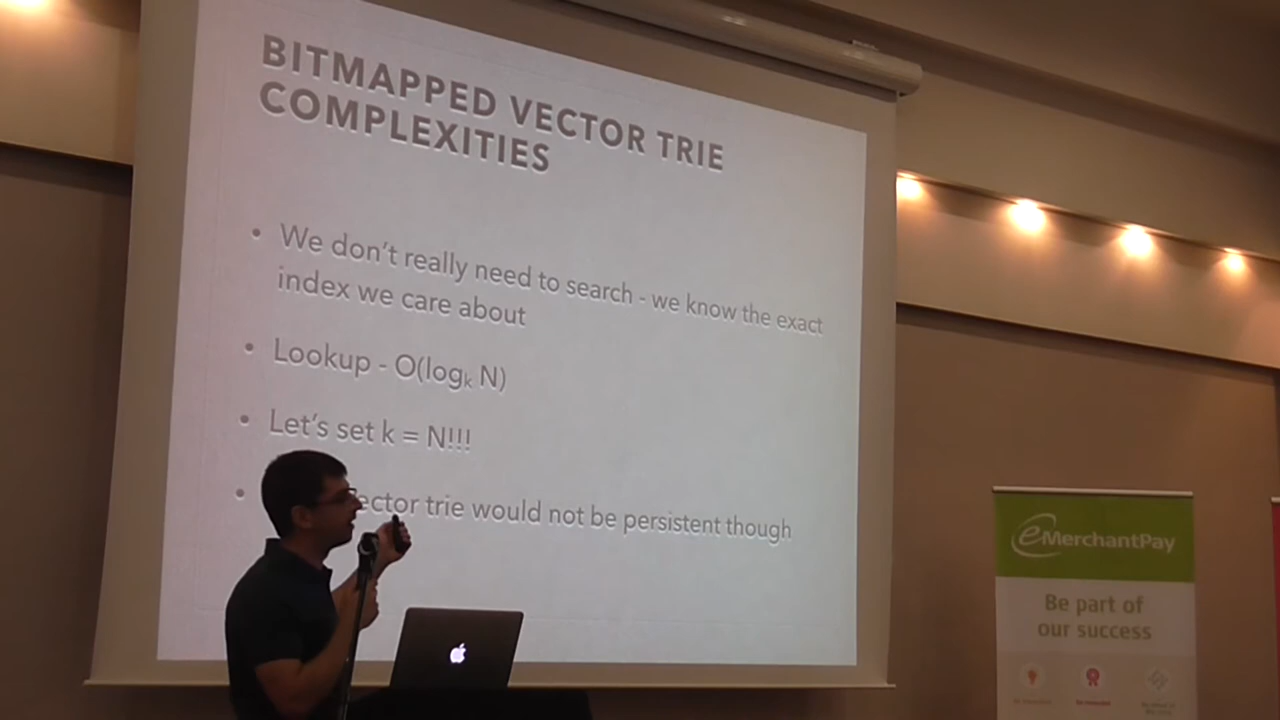 BITMAPPED VECTOR TRIE
COMPLEXITIES
• We don't really need to search - we know the exact
index we care about
• Lookup - O(logₖ N)
• Let's set k = N!!!
• vector trie would not be persistent though
eMerchantPay
Be part of
our success